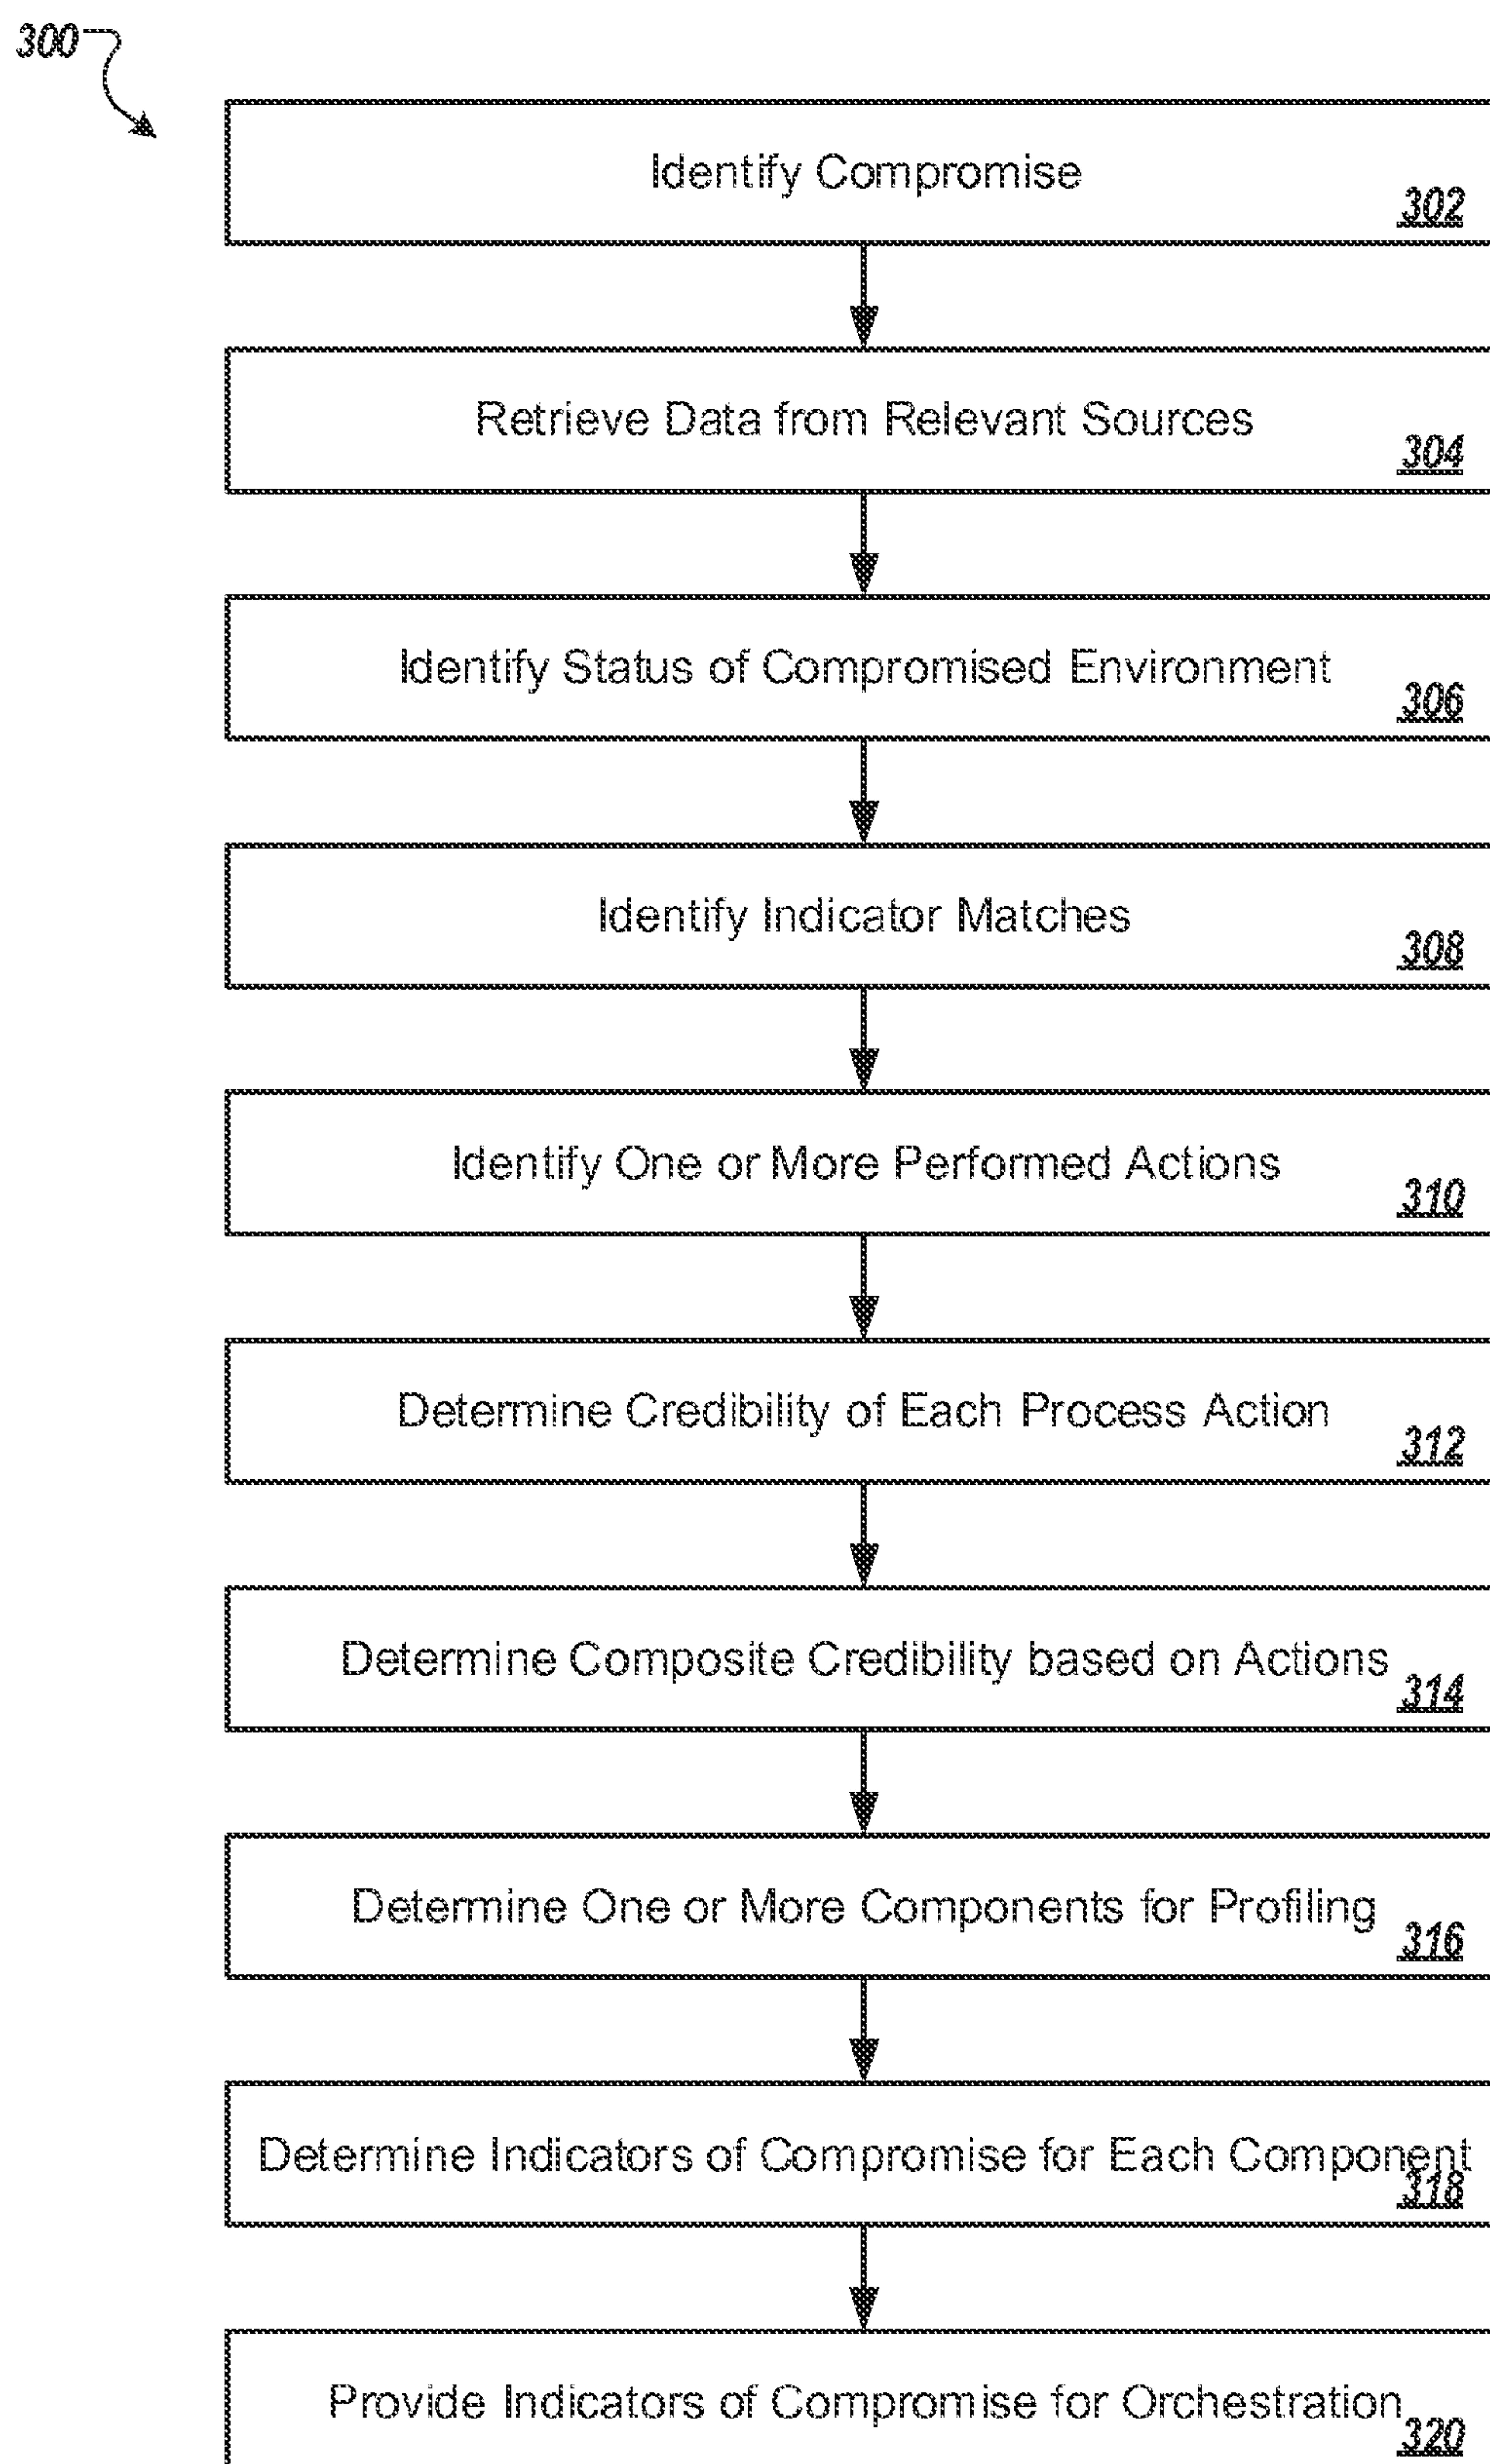 300
Identify Compromise
302
Retrieve Data from Relevant Sources
304
Identify Status of Compromised Environment
306
Identify Indicator Matches
308
Identify One or More Performed Actions
310
Determine Credibility of Each Process Action
312
Determine Composite Credibility based on Actions
314
Determine One or More Components for Profiling
316
Determine Indicators of Compromise for Each Component
318
Provide Indicators of Compromise for Orchestration
320